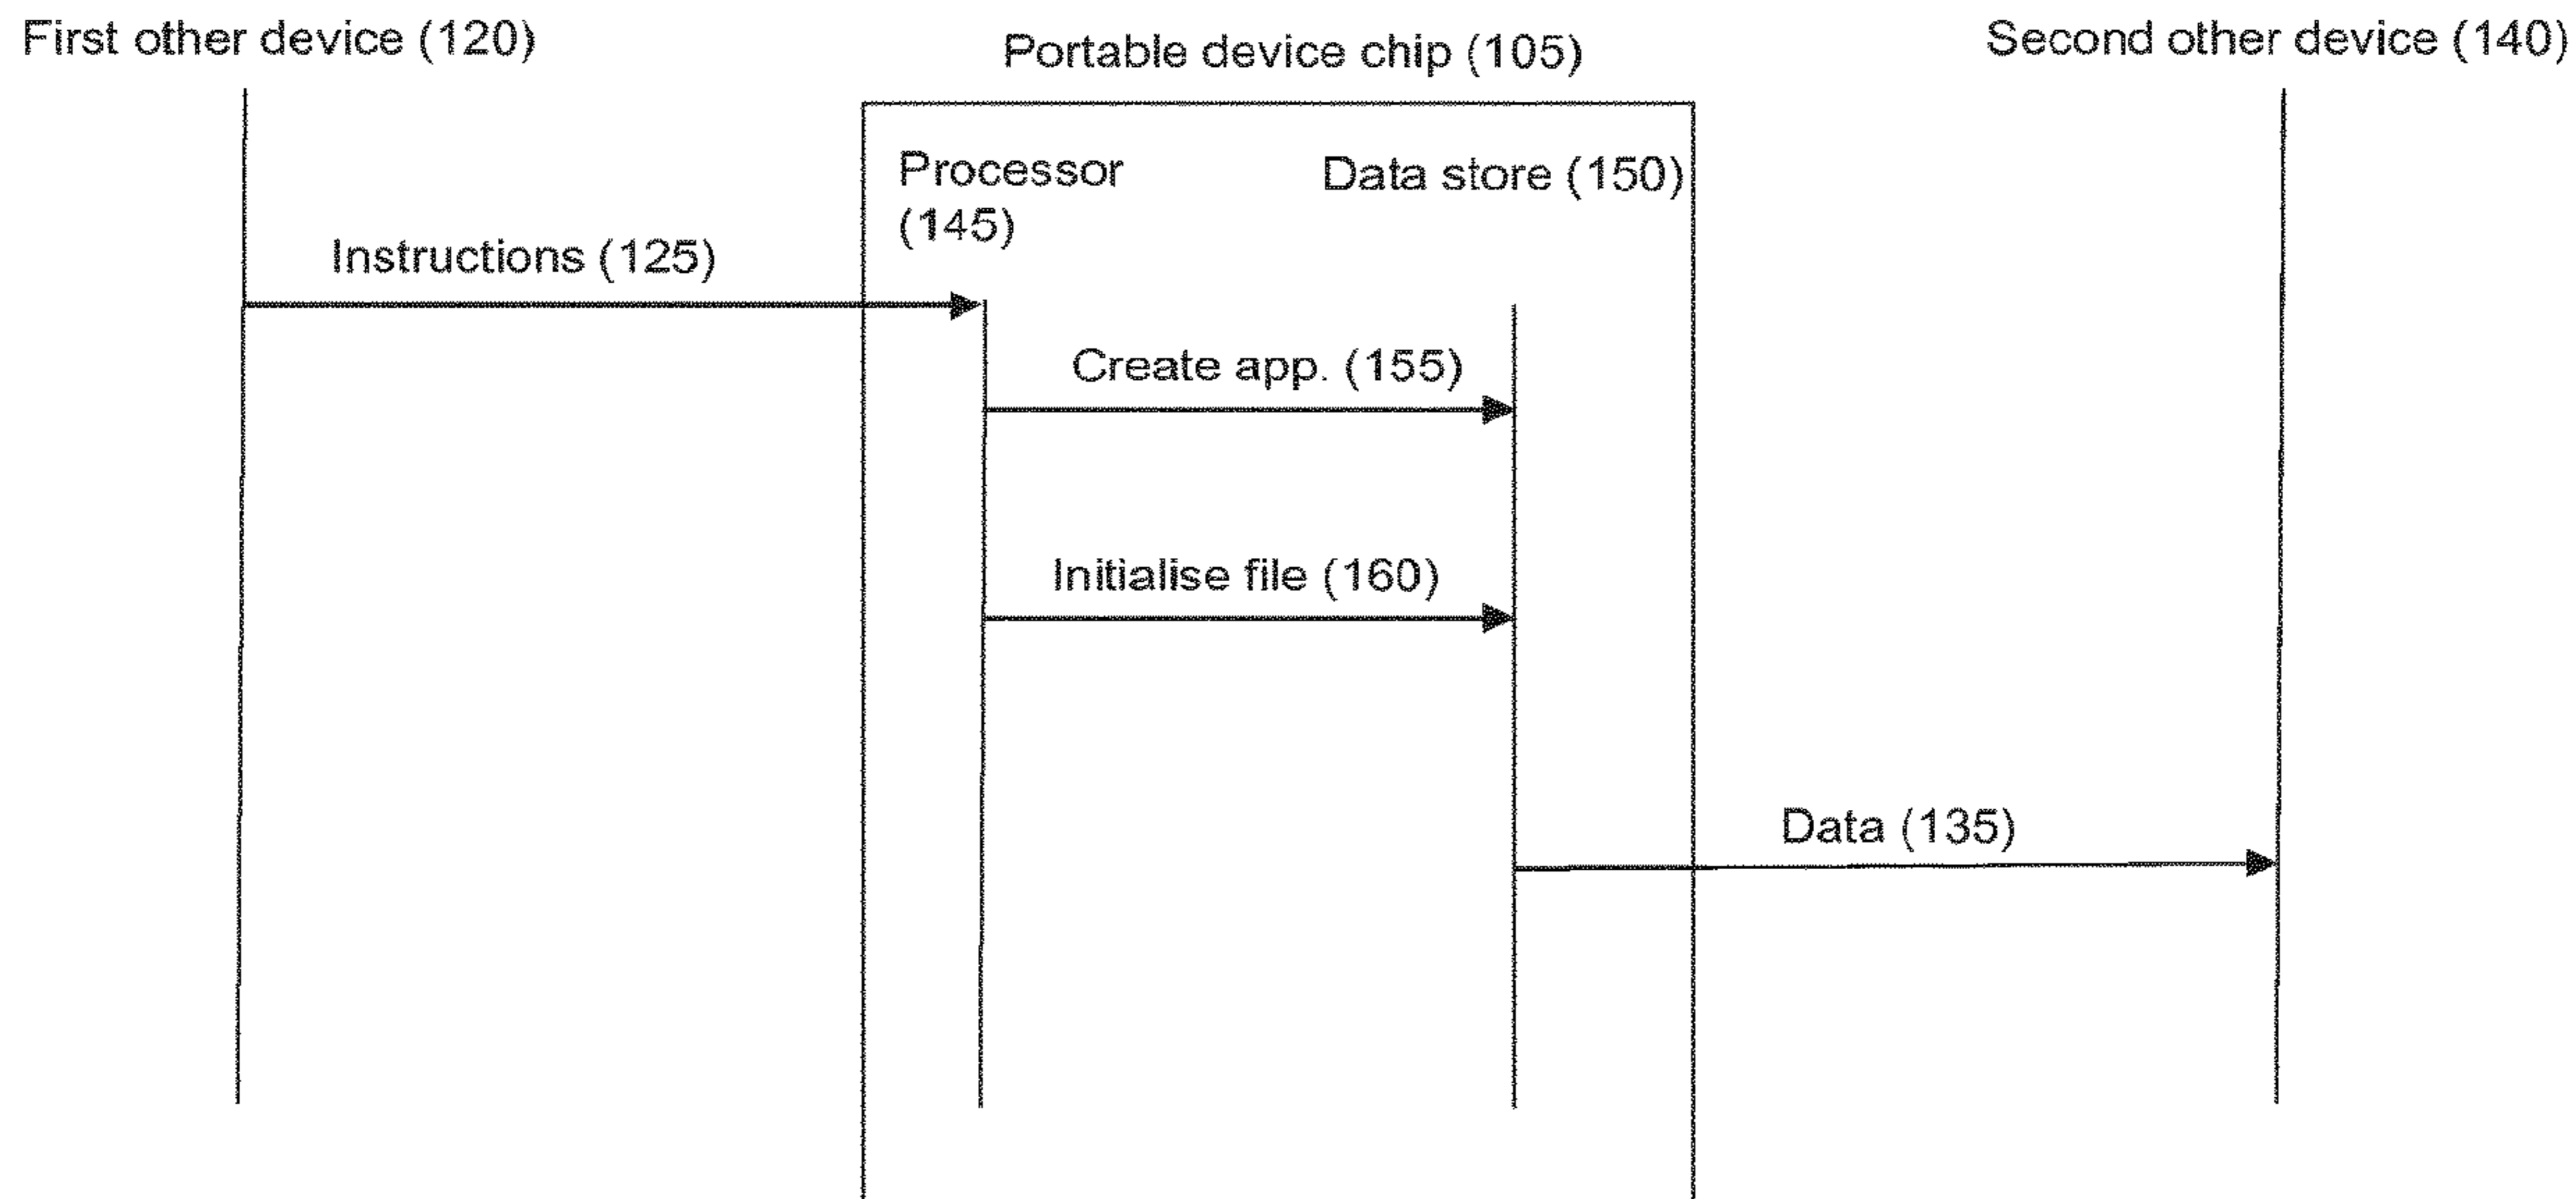 First other device (120)
Portable device chip (105)
Second other device (140)
Processor
(145)
Data store (150)
Instructions (125)
Create app. (155)
Initialise file (160)
Data (135)